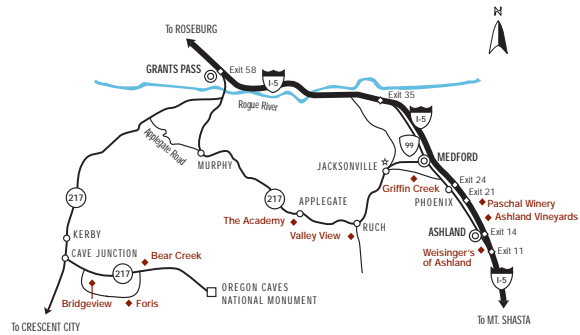 To ROSEBURG
N
Exit 58
GRANTS PASS
I-5
Exit 35
Rogue River
I-5
Applegate Road
99
MEDFORD
MURPHY
JACKSONVILLE
Exit 24
Griffin Creek
Exit 21
PHOENIX
Paschal Winery
217
217
APPLEGATE
Ashland Vineyards
The Academy
RUCH
Valley View
ASHLAND
Exit 14
KERBY
Weisinger's
of Ashland
Exit 11
CAVE JUNCTION
Bear Creek
217
I-5
OREGON CAVES
NATIONAL MONUMENT
Bridgeview
Foris
To CRESCENT CITY
To MT. SHASTA